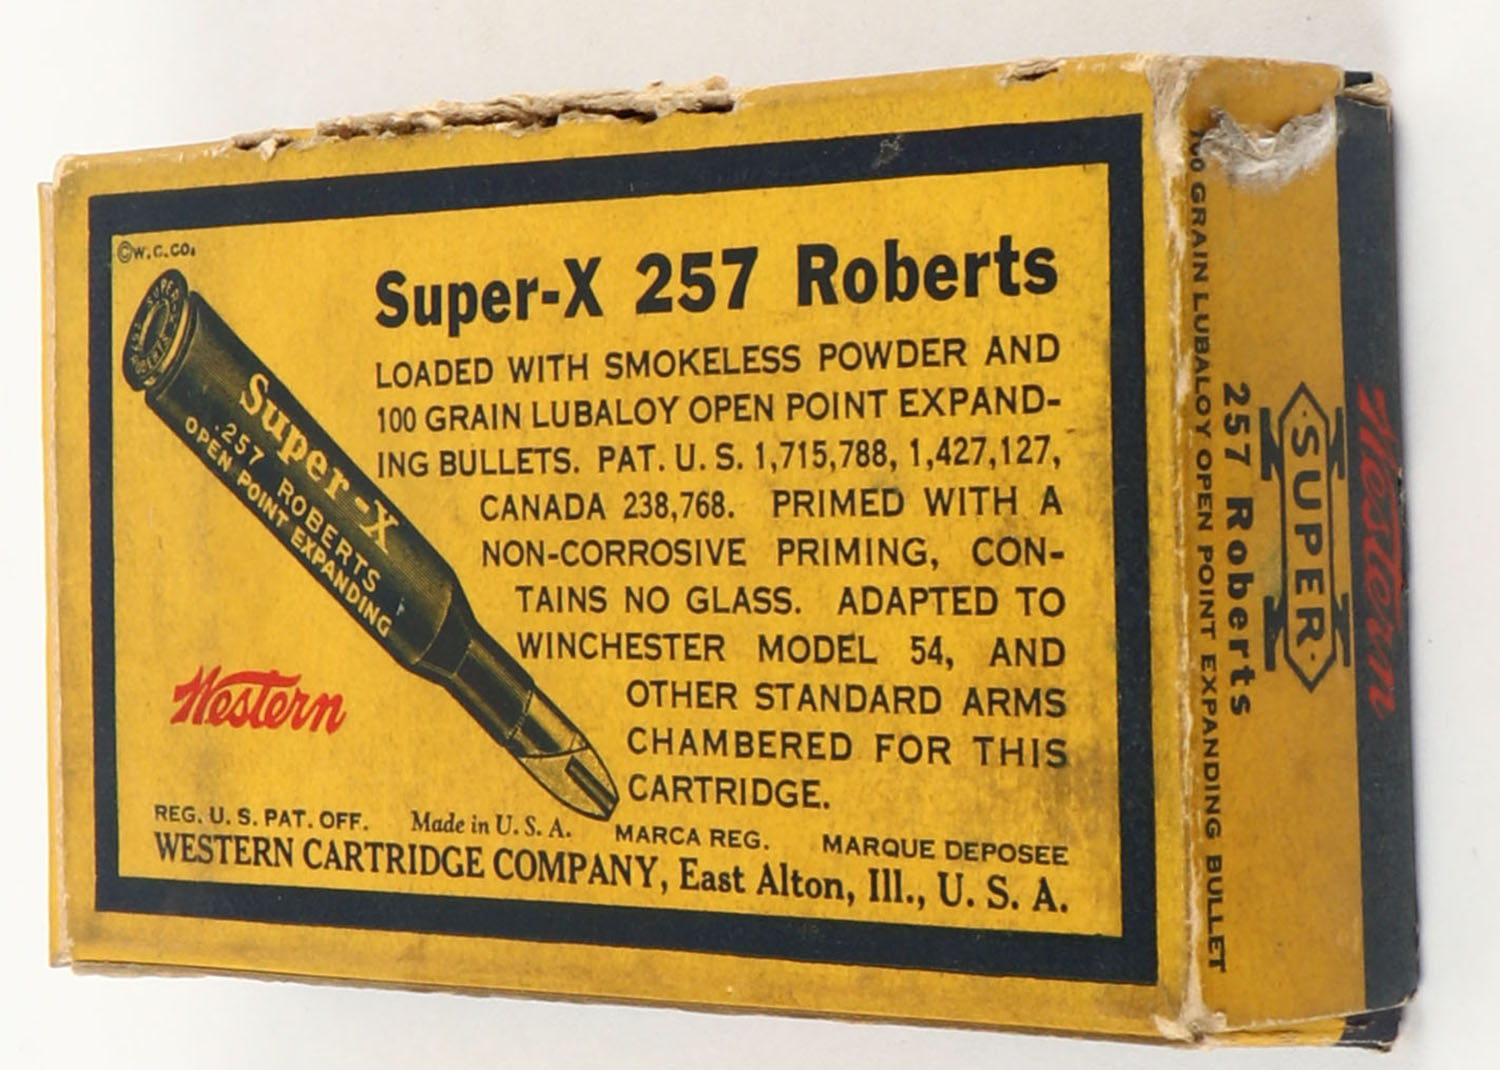 ©W.C.CO.
SUPER-X
Super-X
.257 ROBERTS
OPEN POINT EXPANDING
Super-X 257 Roberts
LOADED WITH SMOKELESS POWDER AND
100 GRAIN LUBALOY OPEN POINT EXPAND-
ING BULLETS. PAT. U. S. 1,715,788, 1,427,127,
CANADA 238,768. PRIMED WITH A
NON-CORROSIVE PRIMING, CON-
TAINS NO GLASS. ADAPTED TO
WINCHESTER MODEL 54, AND
OTHER STANDARD ARMS
CHAMBERED FOR THIS
CARTRIDGE.
Western
REG. U. S. PAT. OFF. Made in U. S. A. MARCA REG. MARQUE DEPOSEE
WESTERN CARTRIDGE COMPANY, East Alton, Ill., U. S. A.
Western
X
·SUPER·
257 Roberts
100 GRAIN LUBALOY OPEN POINT EXPANDING BULLET